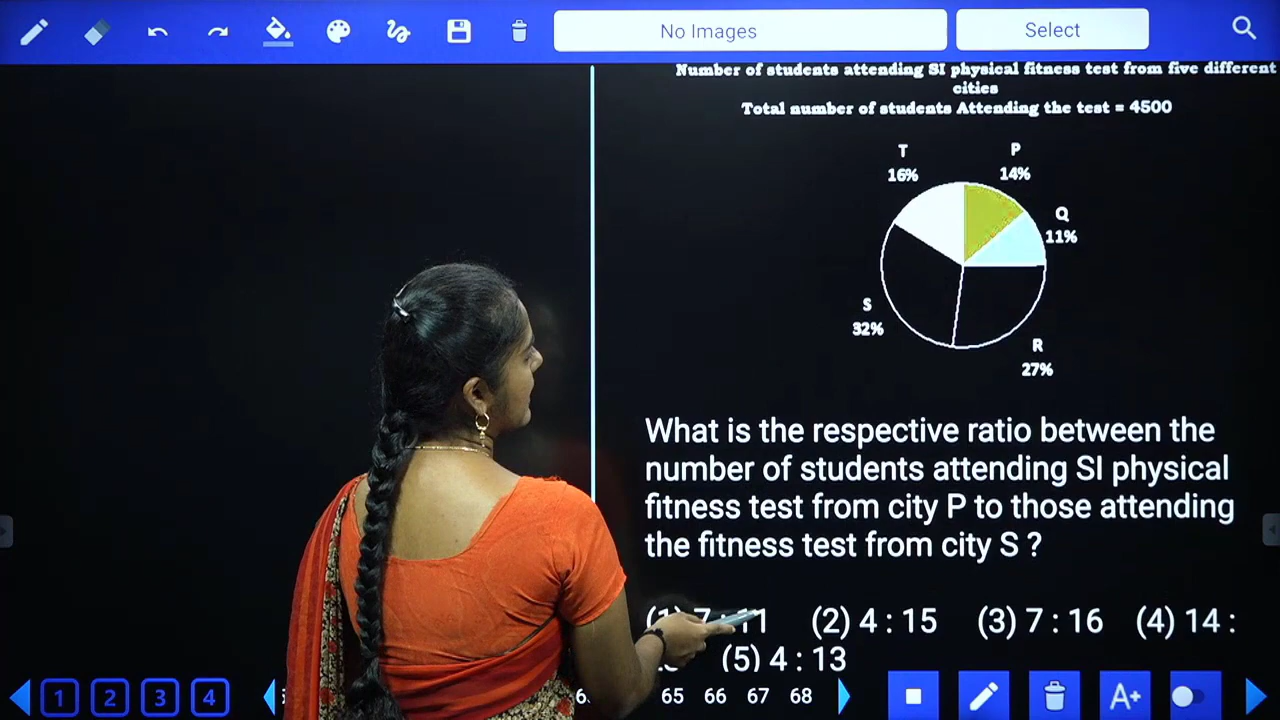 No Images
Select
Number of students attending SI physical fitness test from five different
cities
Total number of students Attending the test = 4500
T
16%
P
14%
Q
11%
S
32%
R
27%
What is the respective ratio between the
number of students attending SI physical
fitness test from city P to those attending
the fitness test from city S ?
(1) 7 : 11 (2) 4 : 15 (3) 7 : 16 (4) 14 :
(5) 4 : 13
1 2 3 4
65 66 67 68
A+